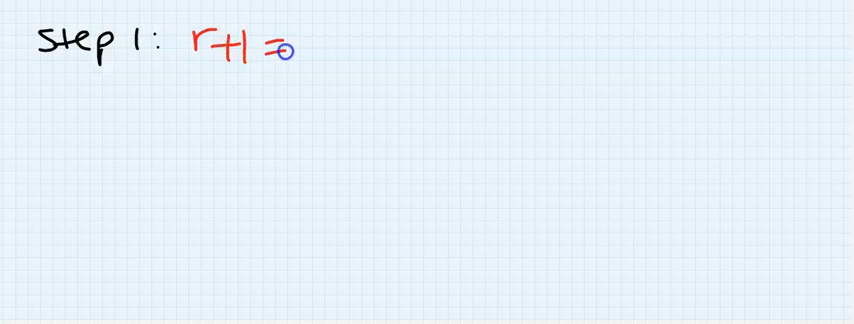 Step 1: r+1 =